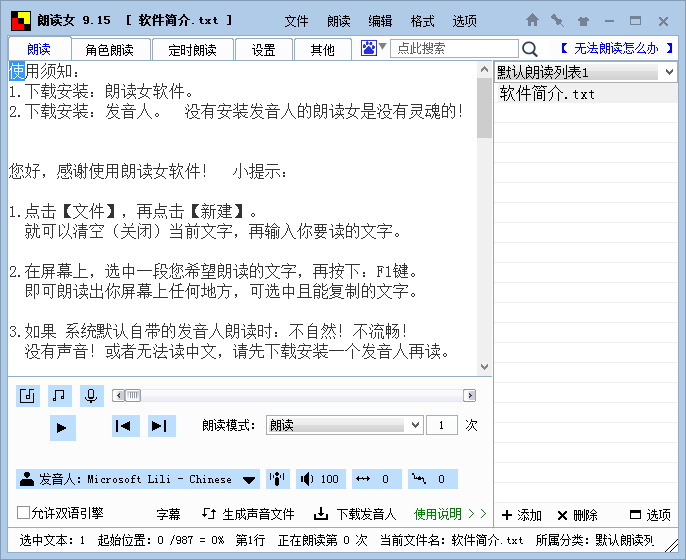 朗读女 9.15 [ 软件简介.txt ] 文件 朗读 编辑 格式 选项
朗读 角色朗读 定时朗读 设置 其他 点此搜索 【 无法朗读怎么办 】
使用须知：
1.下载安装：朗读女软件。
2.下载安装：发音人。 没有安装发音人的朗读女是没有灵魂的！
您好，感谢使用朗读女软件！ 小提示：
1.点击【文件】，再点击【新建】。
就可以清空（关闭）当前文字，再输入你要读的文字。
2.在屏幕上，选中一段您希望朗读的文字，再按下：F1键。
即可朗读出你屏幕上任何地方，可选中且能复制的文字。
3.如果 系统默认自带的发音人朗读时：不自然！不流畅！
没有声音！或者无法读中文，请先下载安装一个发音人再读。
默认朗读列表1
软件简介.txt
朗读模式： 朗读 1 次
发音人：Microsoft Lili - Chinese 100 0 0
允许双语引擎 字幕 生成声音文件 下载发音人 使用说明 > >
添加 删除 选项
选中文本：1 起始位置：0 /987 = 0% 第1行 正在朗读第 0 次 当前文件名：软件简介.txt 所属分类：默认朗读列